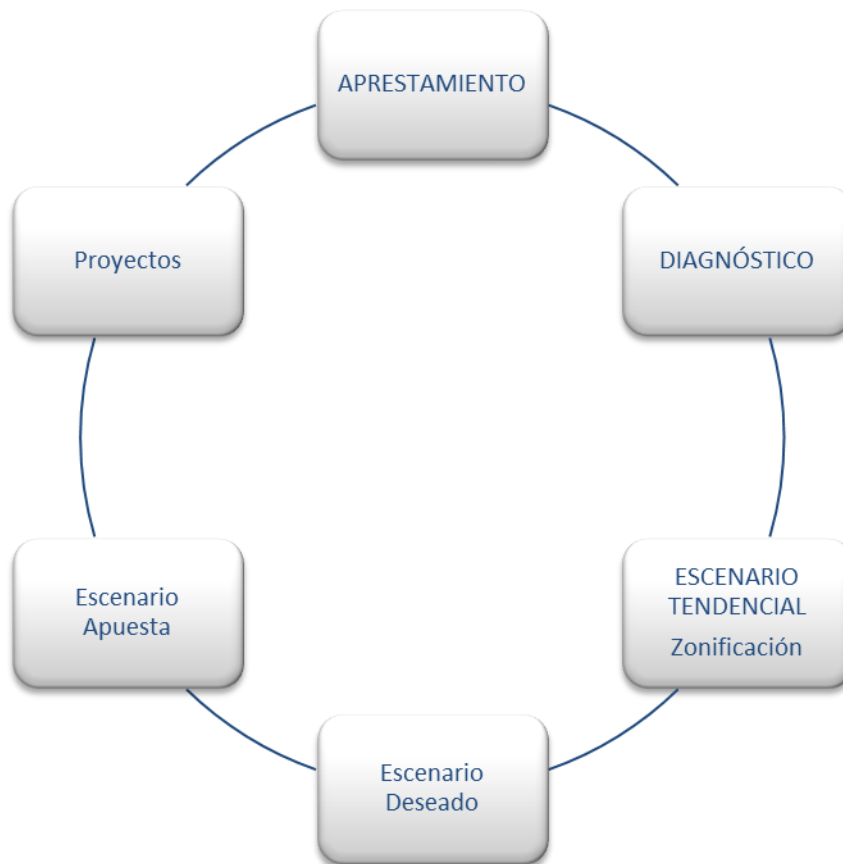 APRESTAMIENTO
DIAGNÓSTICO
ESCENARIO
TENDENCIAL
Zonificación
Escenario
Deseado
Escenario
Apuesta
Proyectos